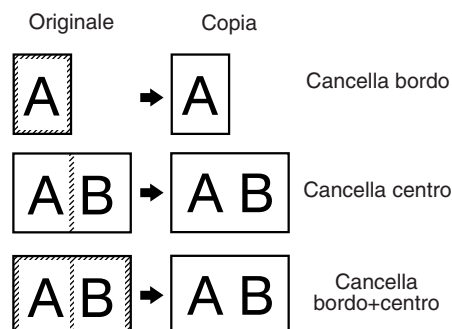 Originale Copia
A A Cancella bordo
A B A B Cancella centro
A B A B Cancella
bordo+centro